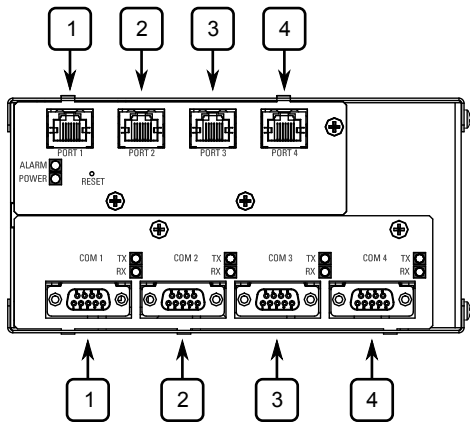 1 2 3 4
PORT 1 PORT 2 PORT 3 PORT 4
ALARM
POWER
RESET
COM 1 TX COM 2 TX COM 3 TX COM 4 TX
RX RX RX RX
1 2 3 4